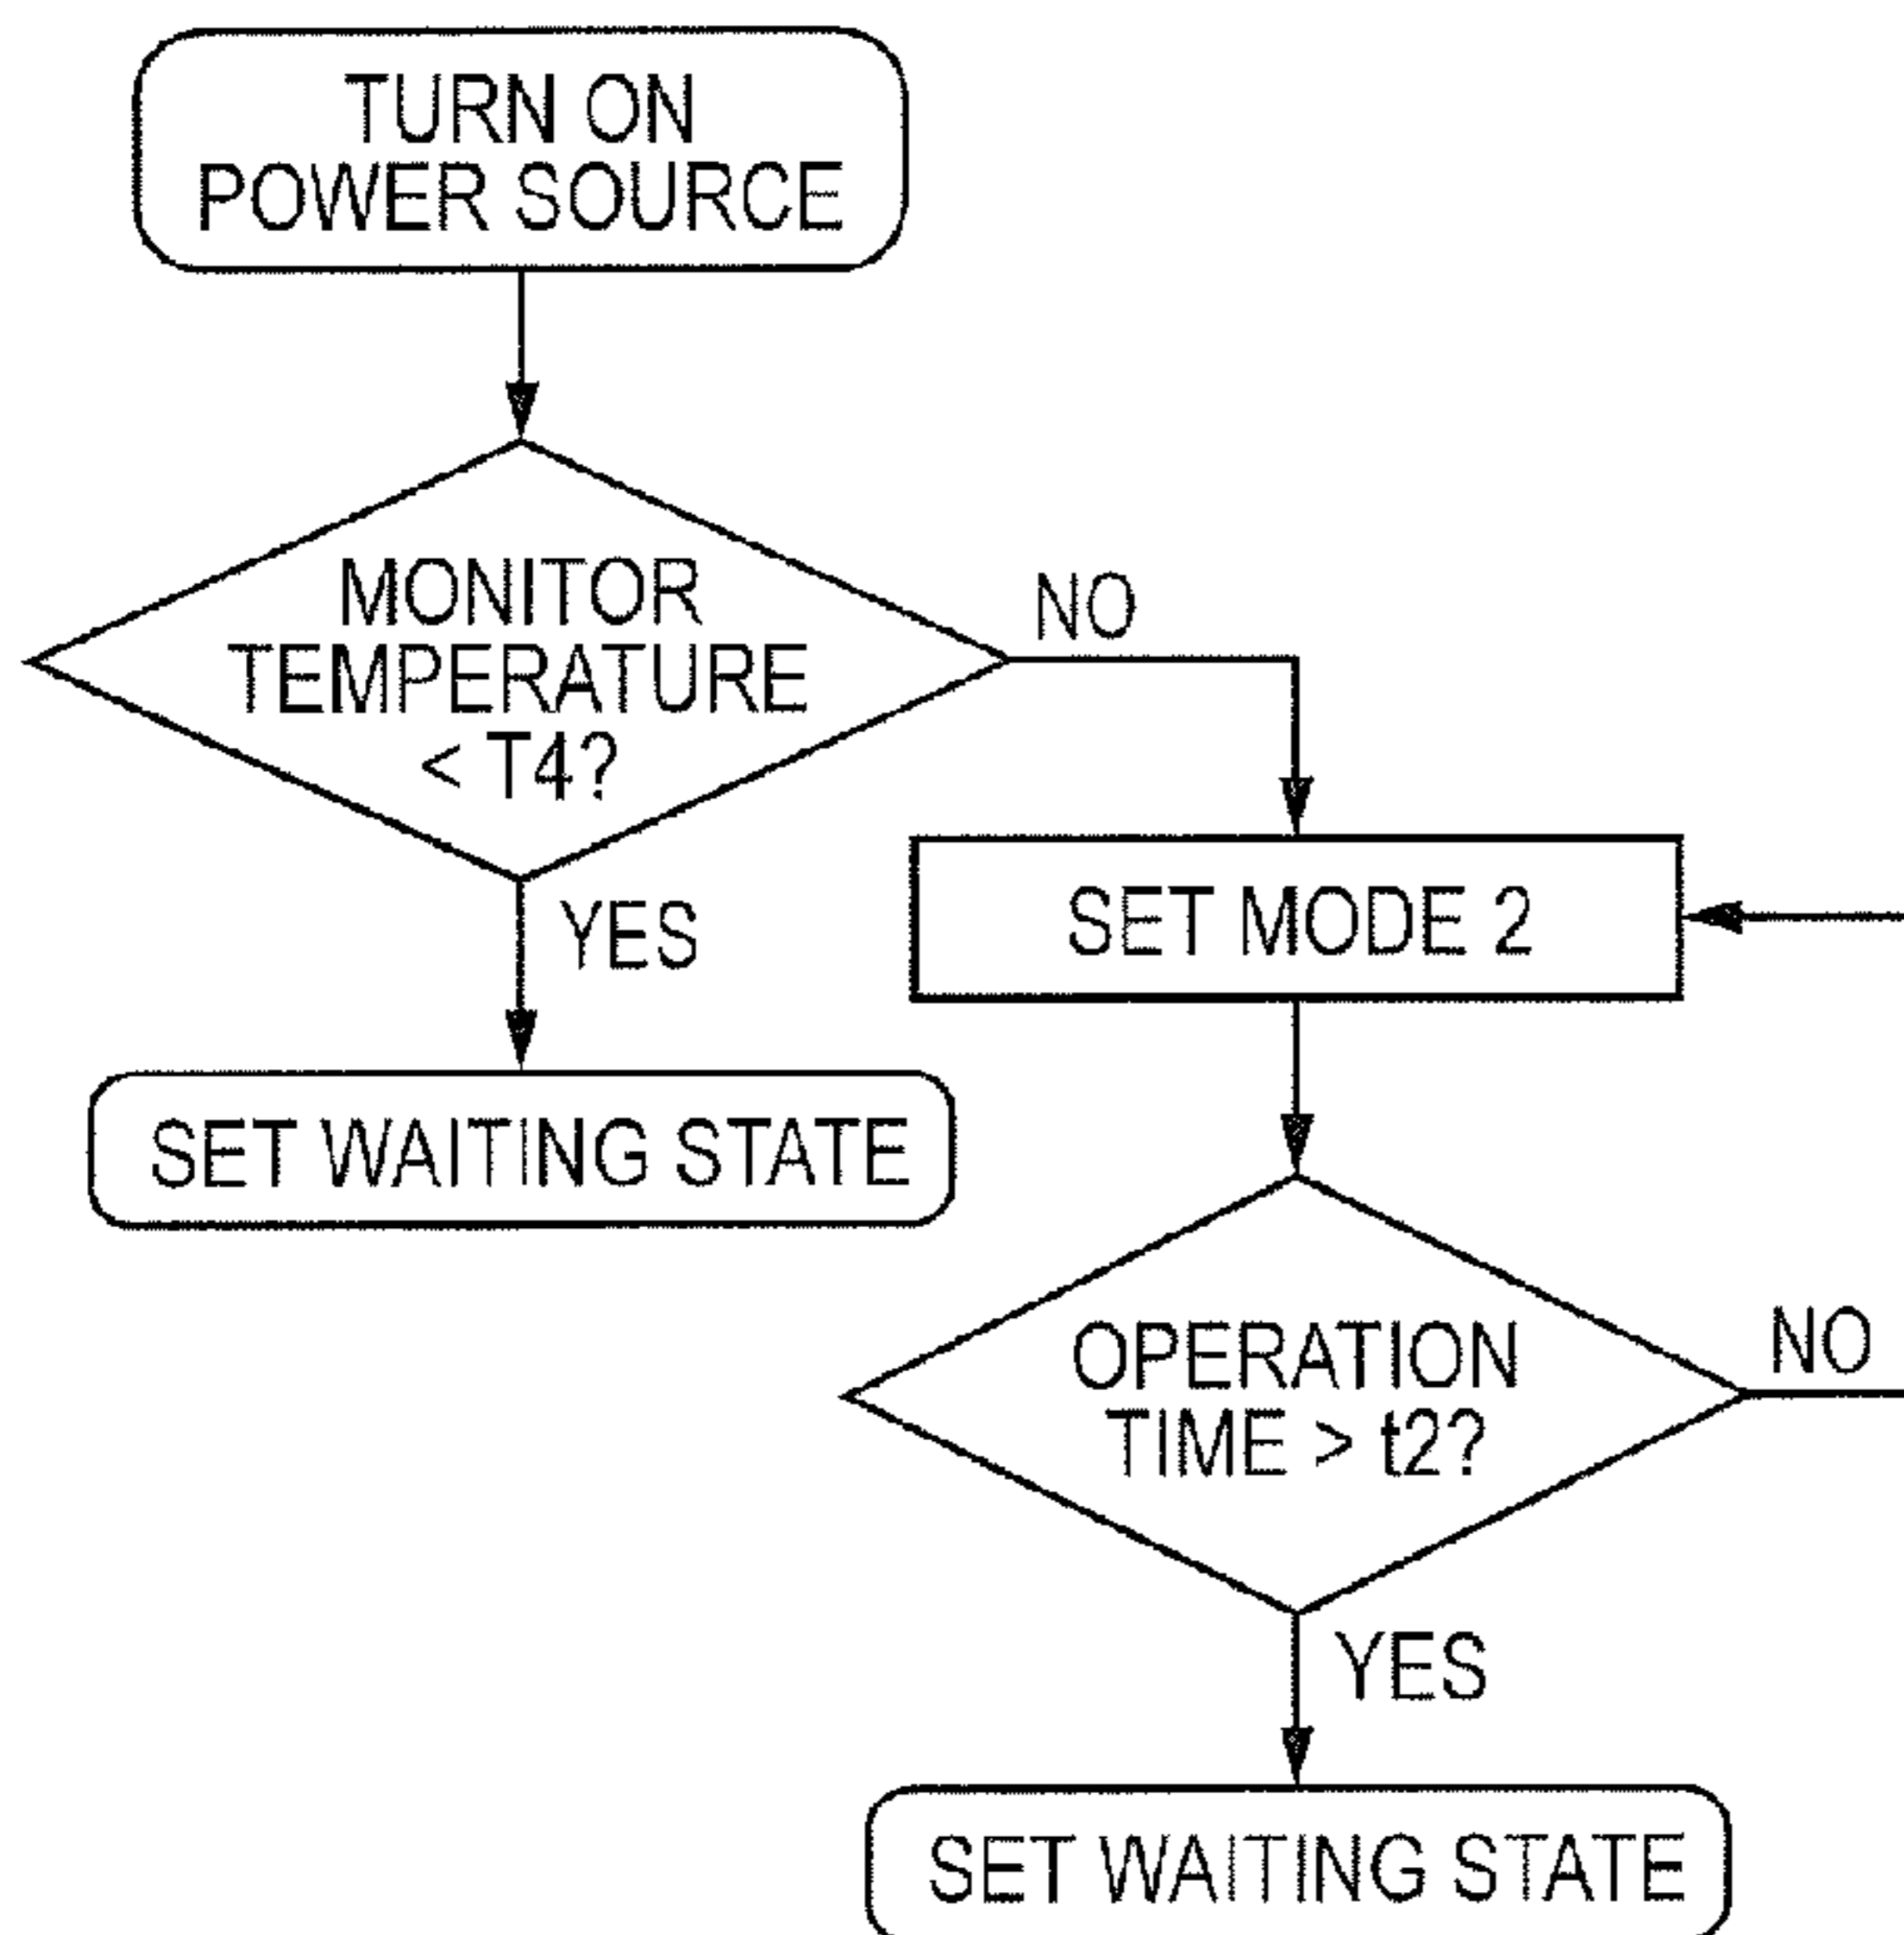 TURN ON
POWER SOURCE
MONITOR
TEMPERATURE
< T4?
NO
YES
SET MODE 2
SET WAITING STATE
OPERATION
TIME > t2?
NO
YES
SET WAITING STATE